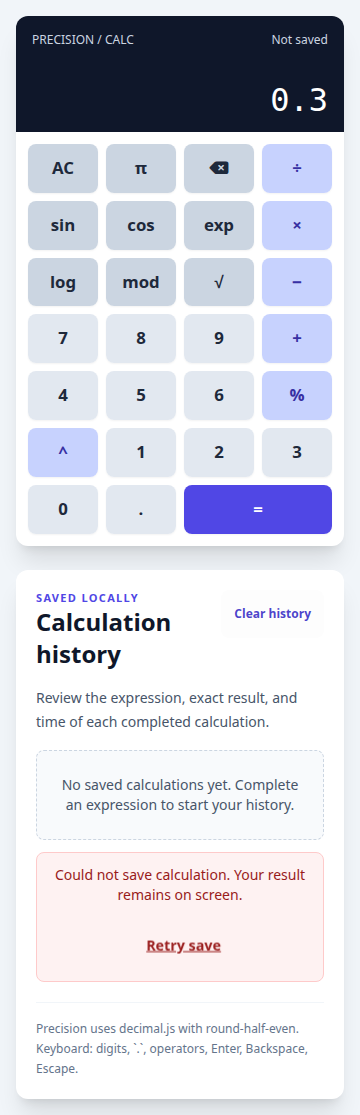 PRECISION / CALC Not saved
0.3
AC π ÷
sin cos exp ×
log mod √ −
7 8 9 +
4 5 6 %
^ 1 2 3
0 . =
SAVED LOCALLY
Calculation history
Clear history
Review the expression, exact result, and
time of each completed calculation.
No saved calculations yet. Complete
an expression to start your history.
Could not save calculation. Your result
remains on screen.
Retry save
Precision uses decimal.js with round-half-even.
Keyboard: digits, `.`, operators, Enter, Backspace,
Escape.